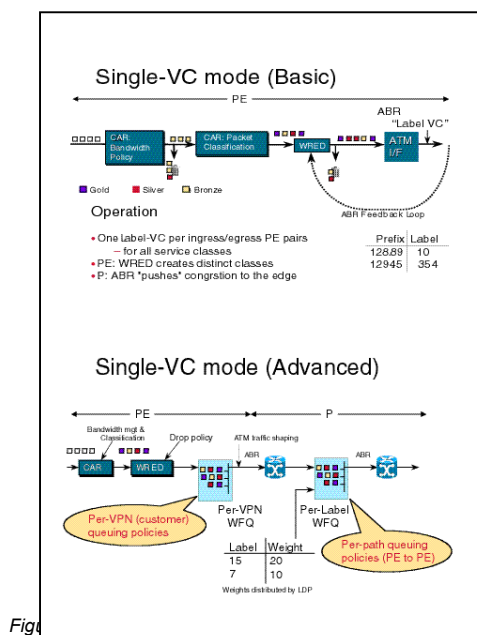 Single-VC mode (Basic)
PE
CAR: Bandwidth Policy
CAR: Packet Classification
WRED
ABR
"Label VC"
ATM I/F
Gold
Silver
Bronze
ABR Feedback Loop
Operation
• One Label-VC per ingress/egress PE pairs
– for all service classes
• PE: WRED creates distinct classes
• P: ABR "pushes" congrstion to the edge
Prefix Label
128.89 10
12945 354
Single-VC mode (Advanced)
PE
P
Bandwidth mgt & Classification
Drop policy
ATM traffic shaping
CAR
WRED
ABR
ABR
Per-VPN (customer) queuing policies
Per-VPN WFQ
Per-Label WFQ
Per-path queuing policies (PE to PE)
Label Weight
15 20
7 10
Weights distributed by LDP